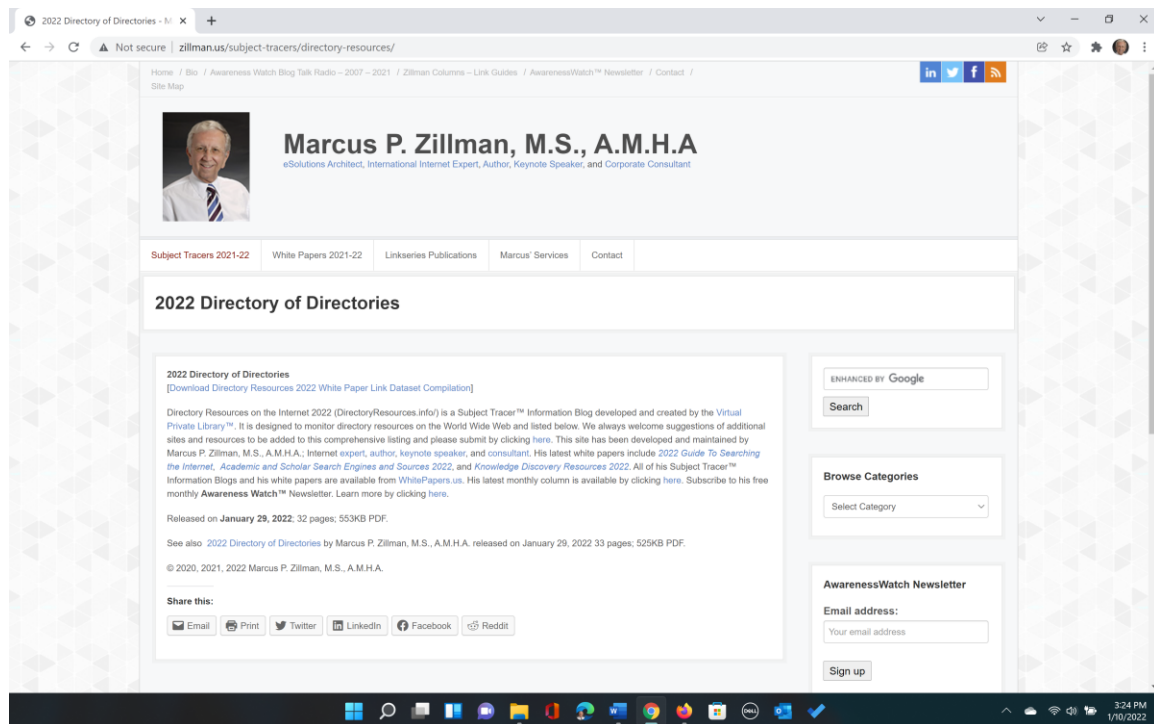 2022 Directory of Directories - M
Not secure | zillman.us/subject-tracers/directory-resources/
Home / Bio / Awareness Watch Blog Talk Radio – 2007 – 2021 / Zillman Columns – Link Guides / AwarenessWatch™ Newsletter / Contact /
Site Map
in
f
Marcus P. Zillman, M.S., A.M.H.A
eSolutions Architect, International Internet Expert, Author, Keynote Speaker, and Corporate Consultant
Subject Tracers 2021-22 White Papers 2021-22 Linkseries Publications Marcus' Services Contact
2022 Directory of Directories
2022 Directory of Directories
[Download Directory Resources 2022 White Paper Link Dataset Compilation]
Directory Resources on the Internet 2022 (DirectoryResources.info/) is a Subject Tracer™ Information Blog developed and created by the Virtual
Private Library™. It is designed to monitor directory resources on the World Wide Web and listed below. We always welcome suggestions of additional
sites and resources to be added to this comprehensive listing and please submit by clicking here. This site has been developed and maintained by
Marcus P. Zillman, M.S., A.M.H.A.; Internet expert, author, keynote speaker, and consultant. His latest white papers include 2022 Guide To Searching
the Internet, Academic and Scholar Search Engines and Sources 2022, and Knowledge Discovery Resources 2022. All of his Subject Tracer™
Information Blogs and his white papers are available from WhitePapers.us. His latest monthly column is available by clicking here. Subscribe to his free
monthly Awareness Watch™ Newsletter. Learn more by clicking here.
Released on January 29, 2022; 32 pages; 553KB PDF.
See also 2022 Directory of Directories by Marcus P. Zillman, M.S., A.M.H.A. released on January 29, 2022 33 pages; 525KB PDF.
© 2020, 2021, 2022 Marcus P. Zillman, M.S., A.M.H.A.
Share this:
Email Print Twitter LinkedIn Facebook Reddit
ENHANCED BY Google
Search
Browse Categories
Select Category
AwarenessWatch Newsletter
Email address:
Your email address
Sign up
DELL
3:24 PM
1/10/2022